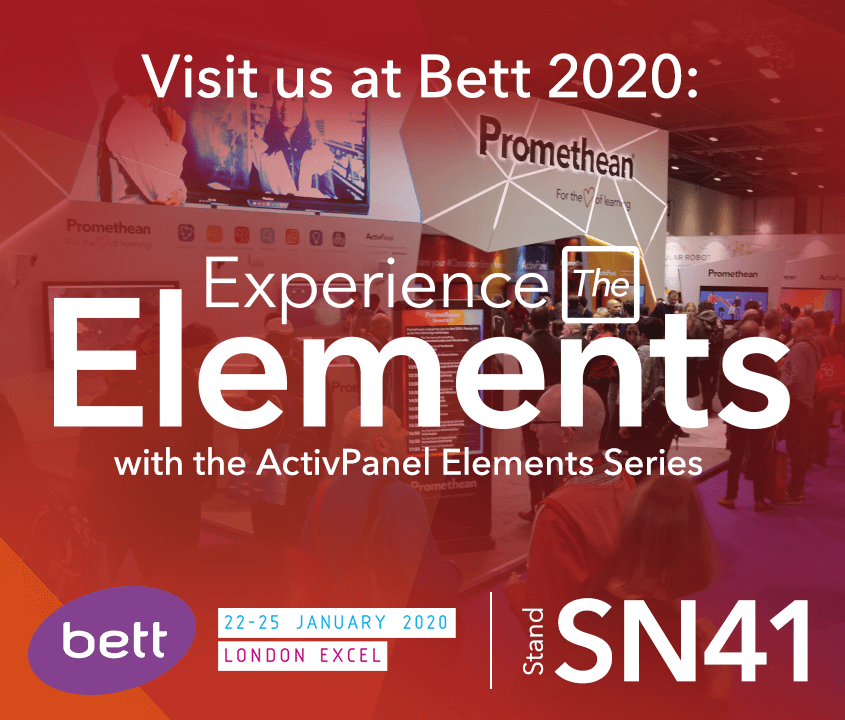 Visit us at Bett 2020:
Promethean
For the of learning
Promethean
For the of learning
ActivPanel
Experience The
Elements
with the ActivPanel Elements Series
Promethean
Promethean
bett
22-25 JANUARY 2020
LONDON EXCEL
Stand
SN41